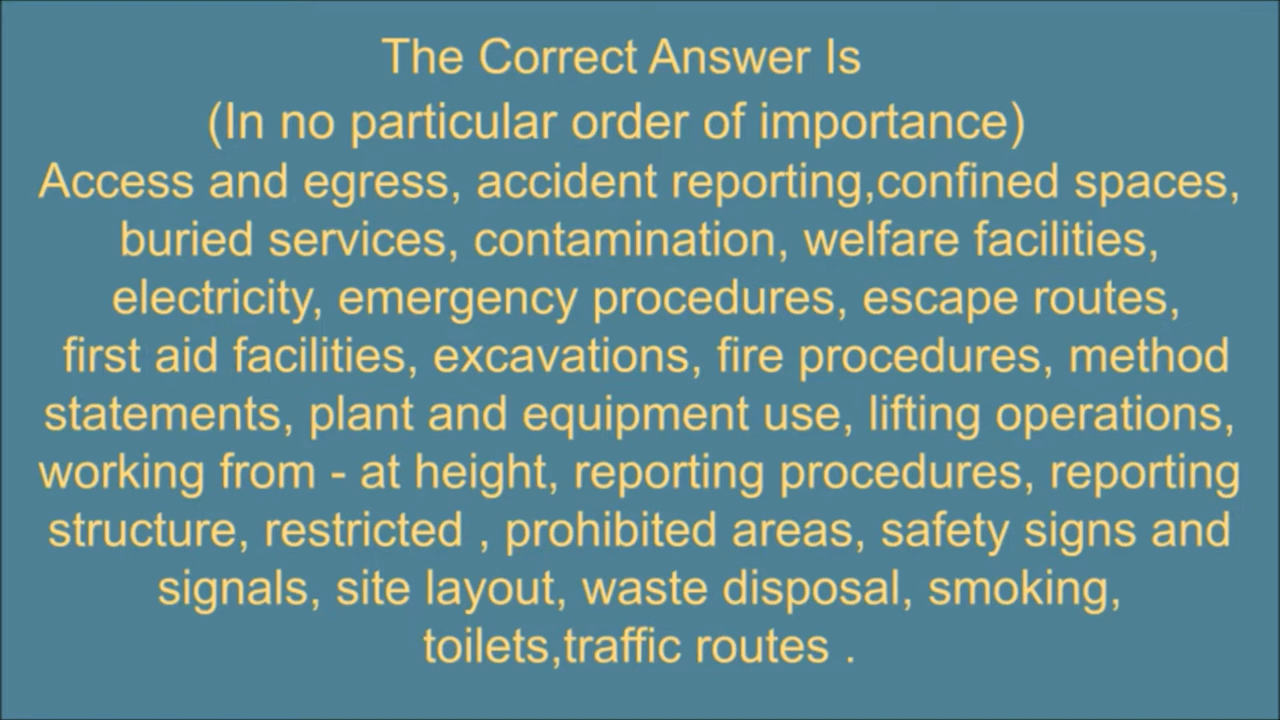 The Correct Answer Is
(In no particular order of importance)
Access and egress, accident reporting,confined spaces,
buried services, contamination, welfare facilities,
electricity, emergency procedures, escape routes,
first aid facilities, excavations, fire procedures, method
statements, plant and equipment use, lifting operations,
working from - at height, reporting procedures, reporting
structure, restricted , prohibited areas, safety signs and
signals, site layout, waste disposal, smoking,
toilets,traffic routes .